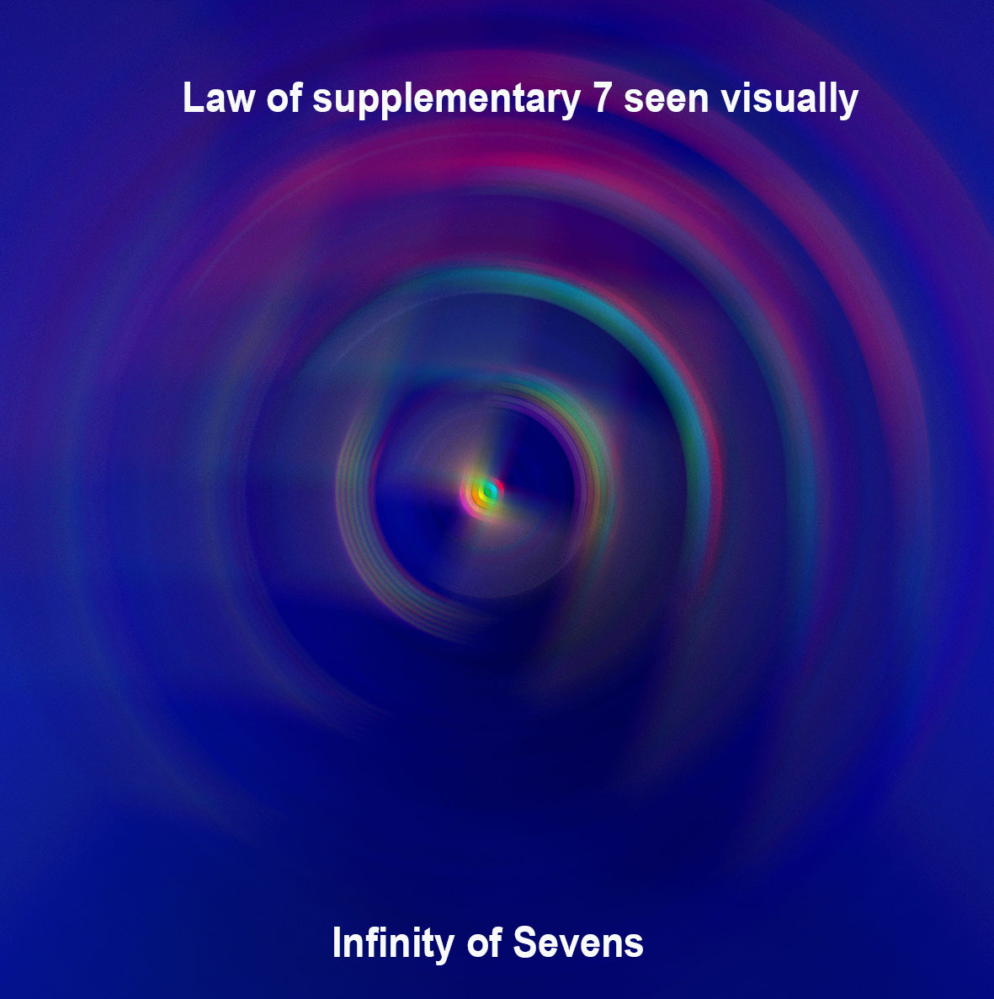 Law of supplementary 7 seen visually
Infinity of Sevens